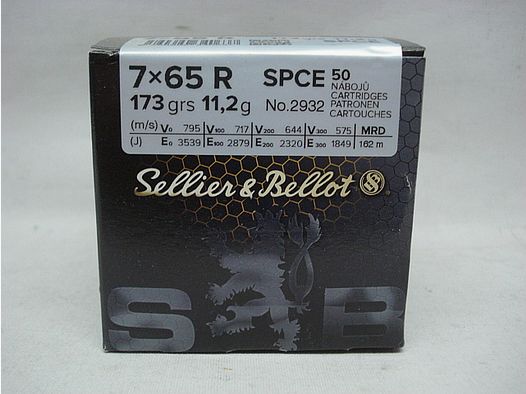 7×65 R SPCE 50
NÁBOJŮ
CARTRIDGES
173 grs 11,2g No.2932 PATRONEN
CARTOUCHES
(m/s) V0 795 V100 717 V200 644 V300 575 MRD
(J) E0 3539 E100 2879 E200 2320 E300 1849 162 m
Sellier & Bellot S&B
S B